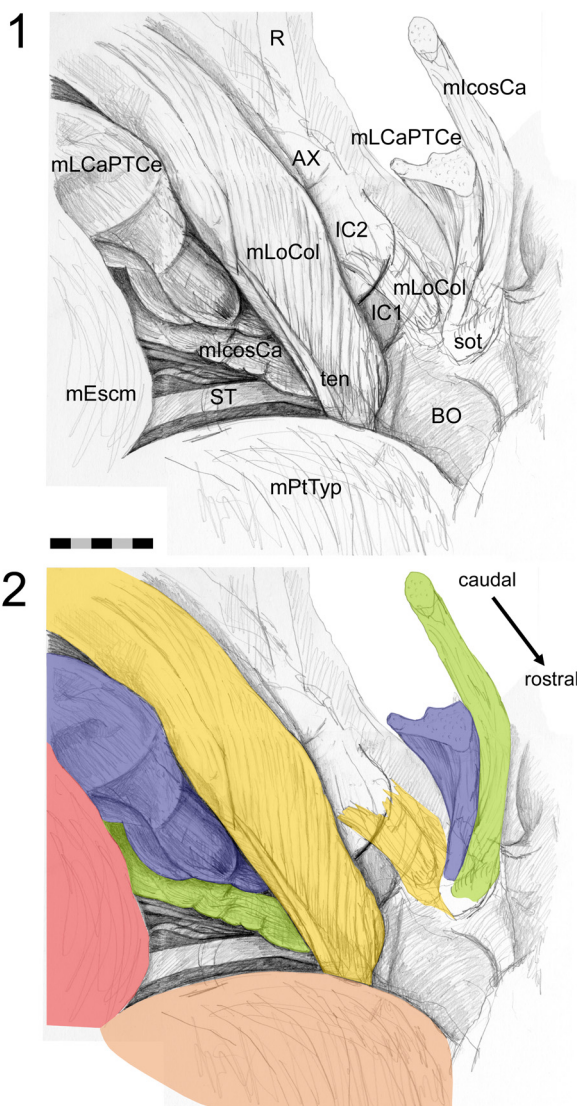 1
R
mIcosCa
mLCaPTCe
AX
mLCaPTCe
IC2
mLoCol
mLoCol
IC1
sot
mIcosCa
ten
mEscm
ST
BO
mPtTyp
2
caudal
rostral